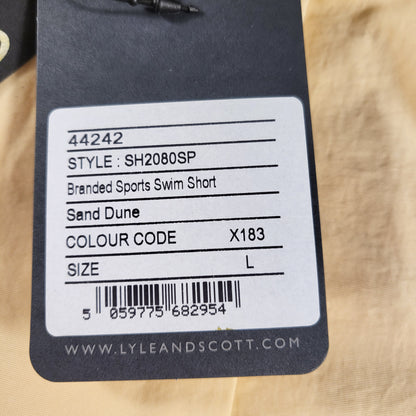 44242
STYLE : SH2080SP
Branded Sports Swim Short
Sand Dune
COLOUR CODE X183
SIZE L
5 059775 682954
WWW.LYLEANDSCOTT.COM